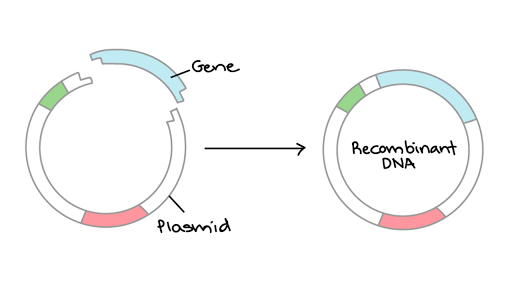 Gene
Plasmid
Recombinant
DNA